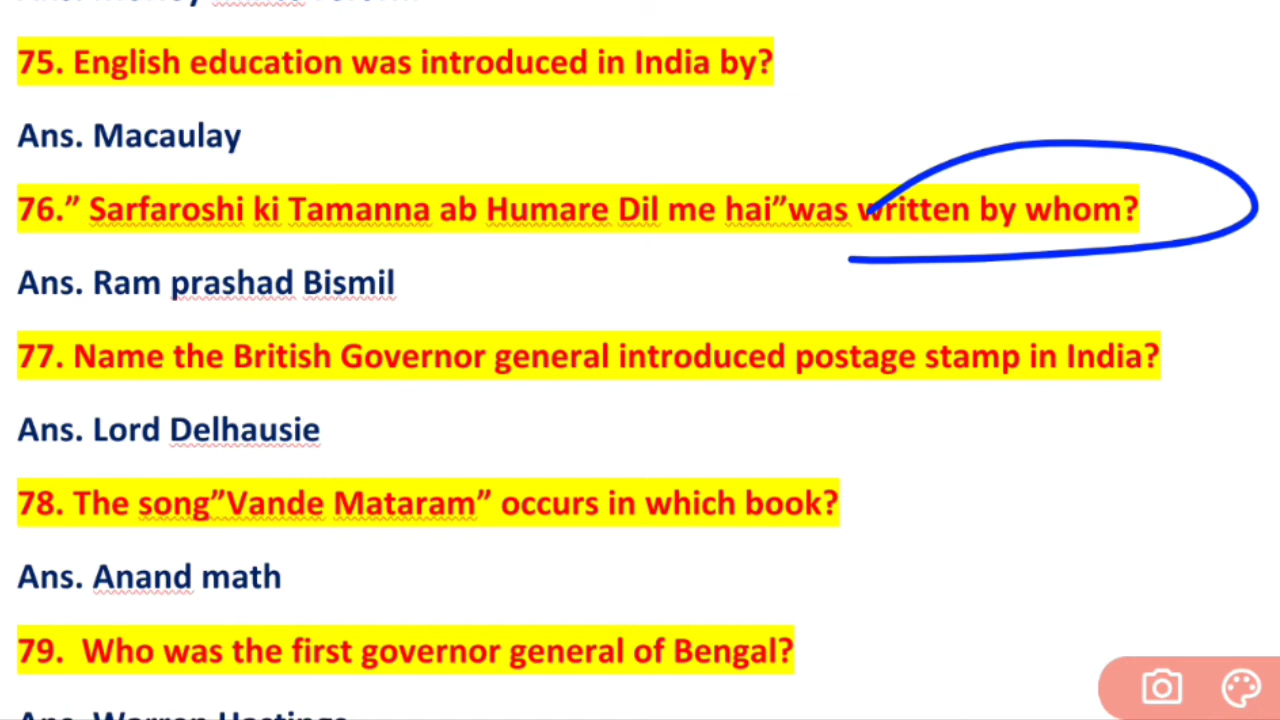 75. English education was introduced in India by?
Ans. Macaulay
76.” Sarfaroshi ki Tamanna ab Humare Dil me hai”was written by whom?
Ans. Ram prashad Bismil
77. Name the British Governor general introduced postage stamp in India?
Ans. Lord Delhausie
78. The song”Vande Mataram” occurs in which book?
Ans. Anand math
79.  Who was the first governor general of Bengal?
Ans. Warren Hastings